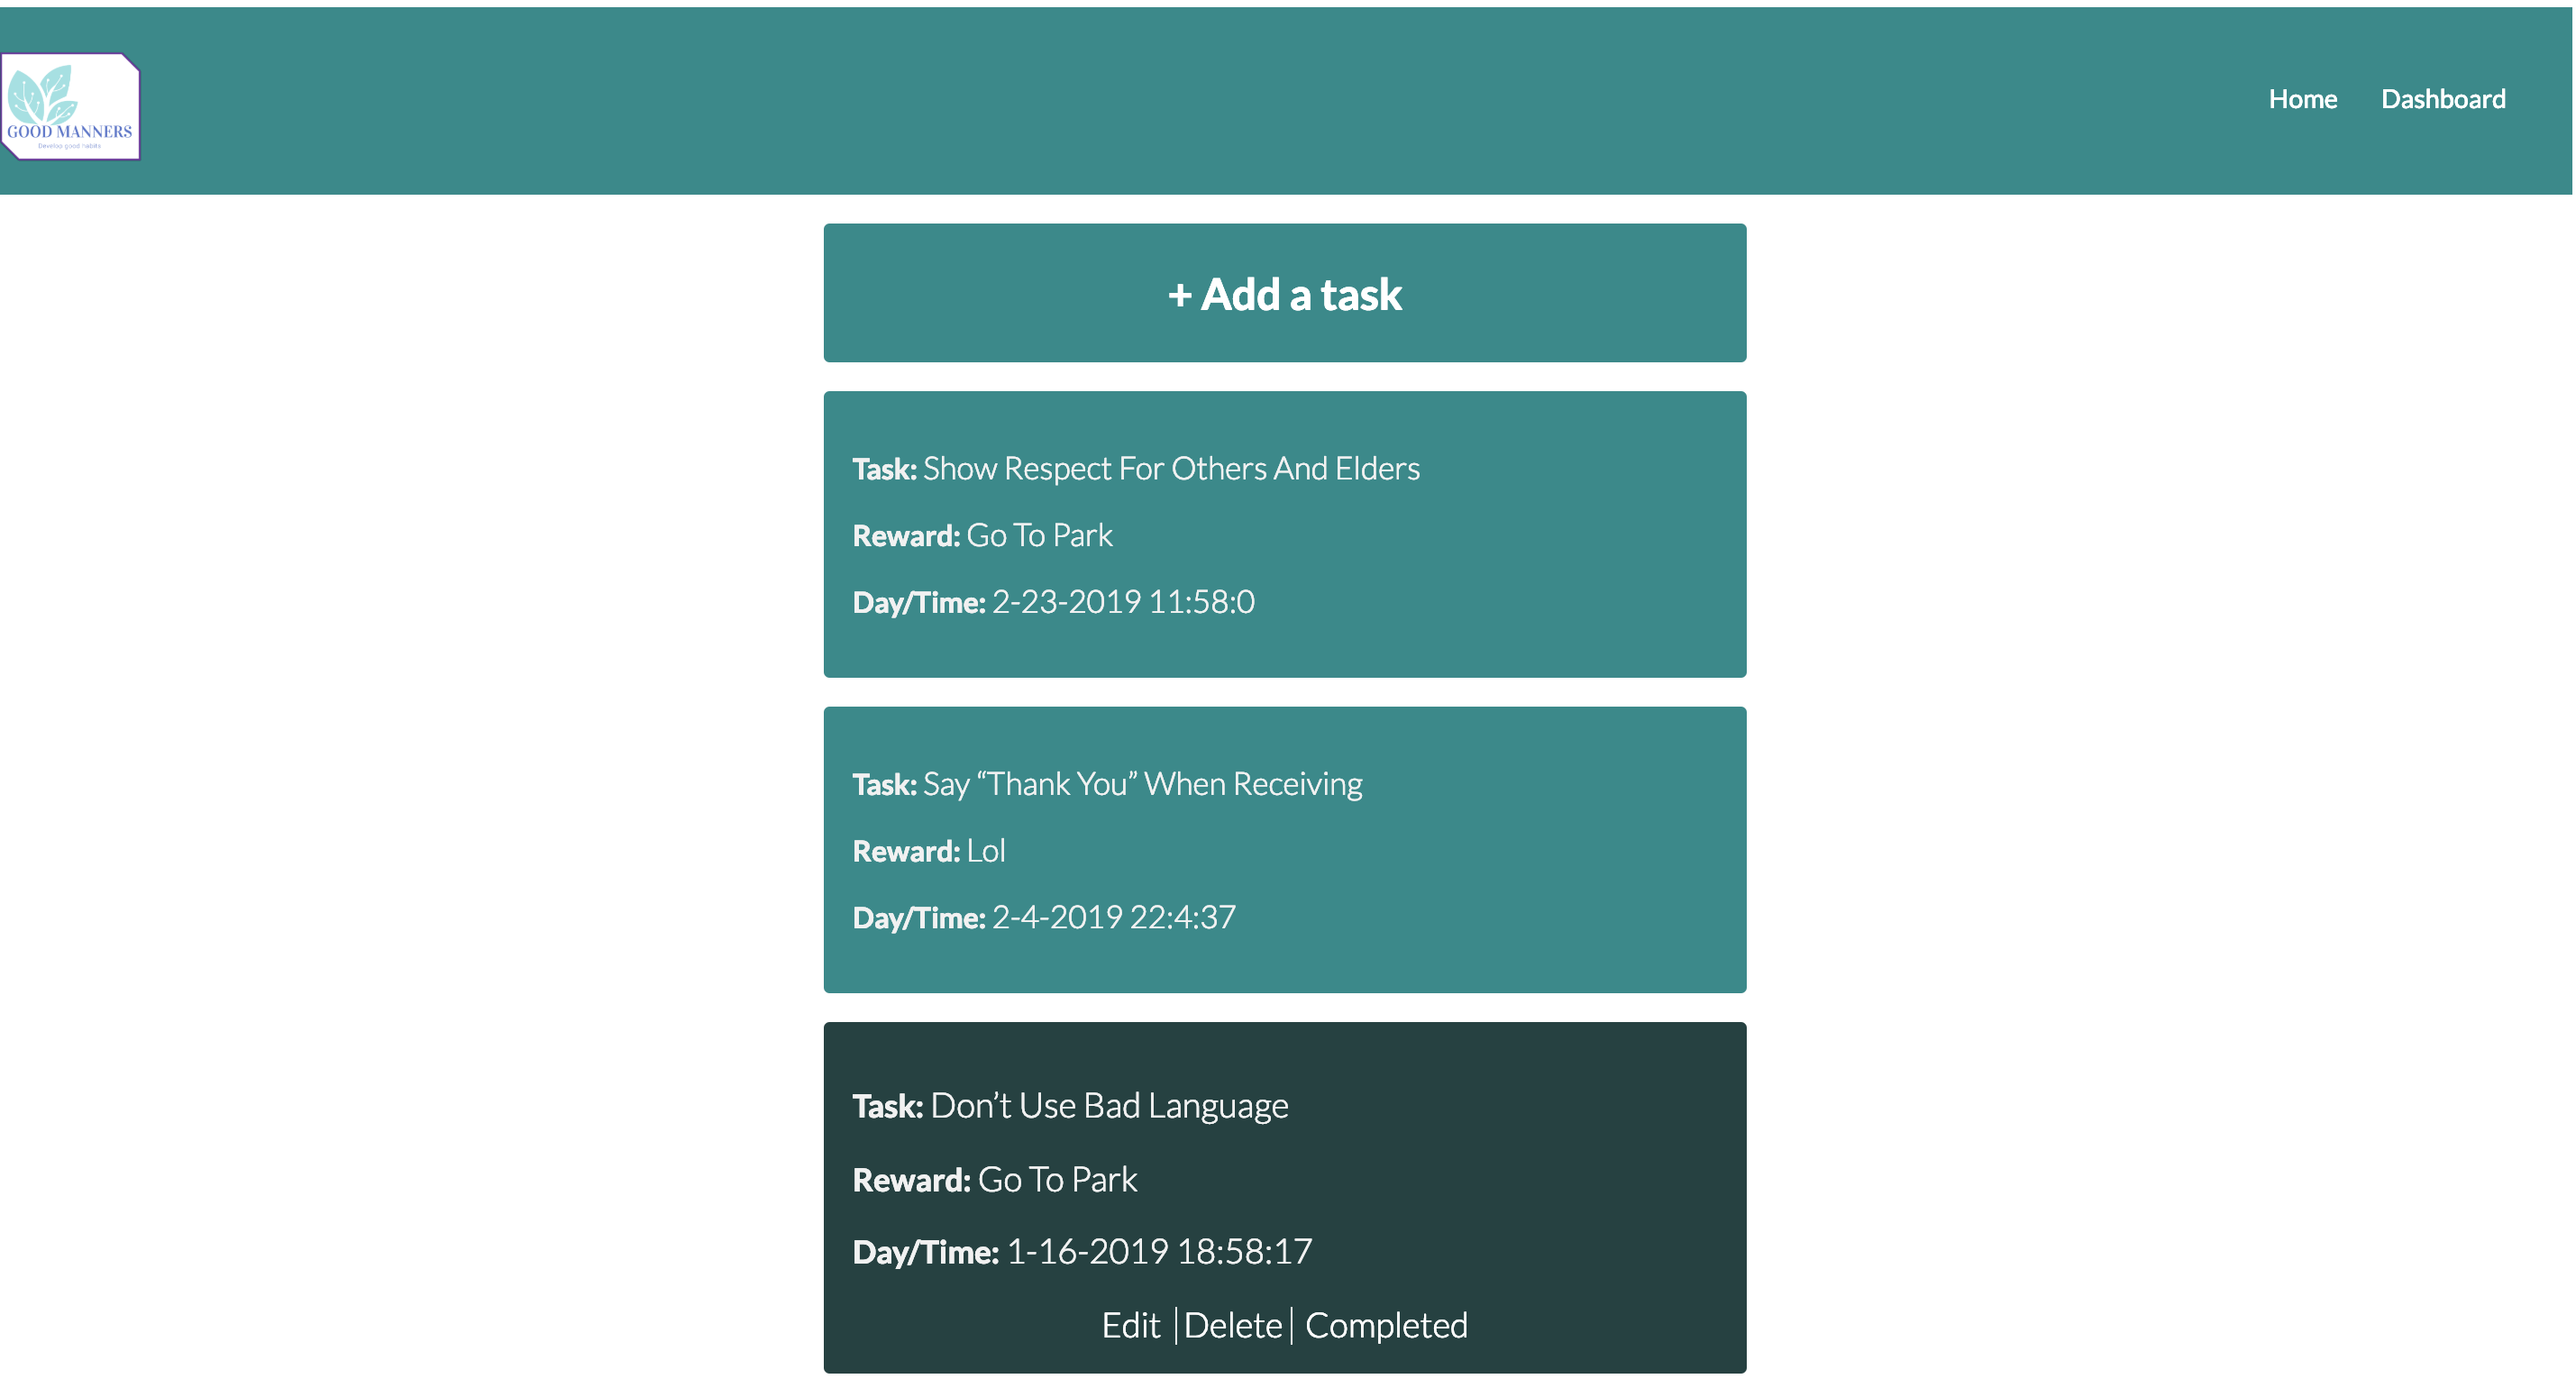 GOOD MANNERS
Develop good habits
Home Dashboard
+ Add a task
Task: Show Respect For Others And Elders
Reward: Go To Park
Day/Time: 2-23-2019 11:58:0
Task: Say “Thank You” When Receiving
Reward: Lol
Day/Time: 2-4-2019 22:4:37
Task: Don’t Use Bad Language
Reward: Go To Park
Day/Time: 1-16-2019 18:58:17
Edit | Delete | Completed